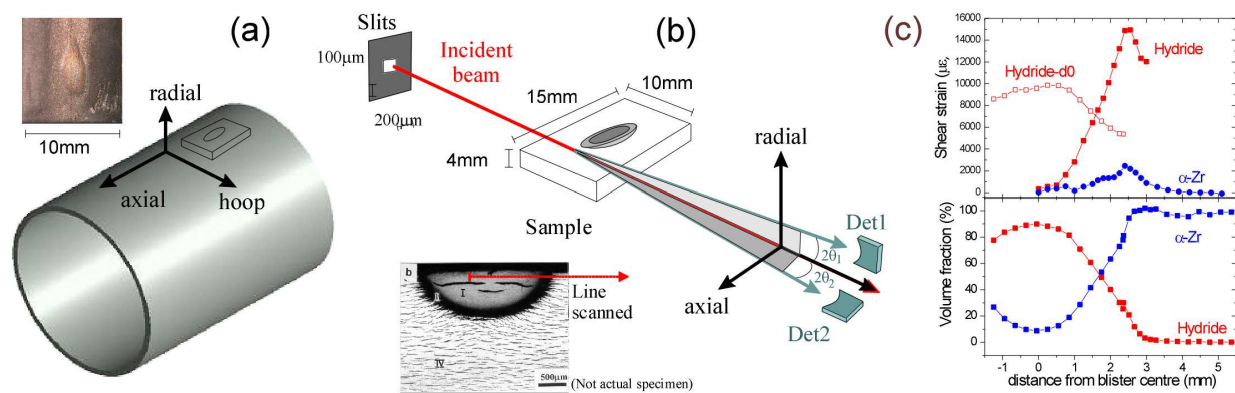 (a)
10mm
radial
axial
hoop
(b)
Slits
100μm
200μm
Incident
beam
15mm
10mm
4mm
Sample
radial
axial
Det1
2θ1
2θ2
Det2
b
I
II
IV
500μm
Line
scanned
(Not actual specimen)
(c)
Shear strain (με,
16000
14000
12000
10000
8000
6000
4000
2000
0
Hydride
Hydride-d0
α-Zr
Volume fraction (%)
100
80
60
40
20
0
α-Zr
Hydride
-1 0 1 2 3 4 5
distance from blister centre (mm)